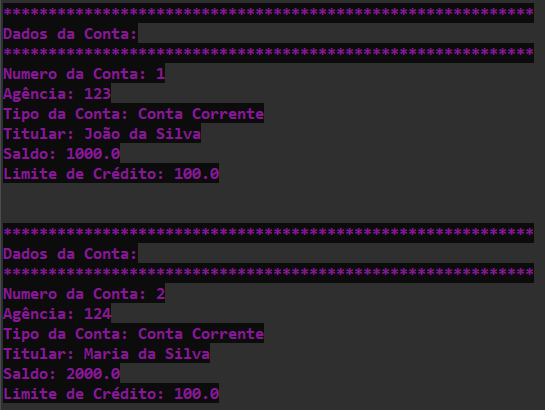 ***********************************************************
Dados da Conta:
***********************************************************
Numero da Conta: 1
Agência: 123
Tipo da Conta: Conta Corrente
Titular: João da Silva
Saldo: 1000.0
Limite de Crédito: 100.0
***********************************************************
Dados da Conta:
***********************************************************
Numero da Conta: 2
Agência: 124
Tipo da Conta: Conta Corrente
Titular: Maria da Silva
Saldo: 2000.0
Limite de Crédito: 100.0